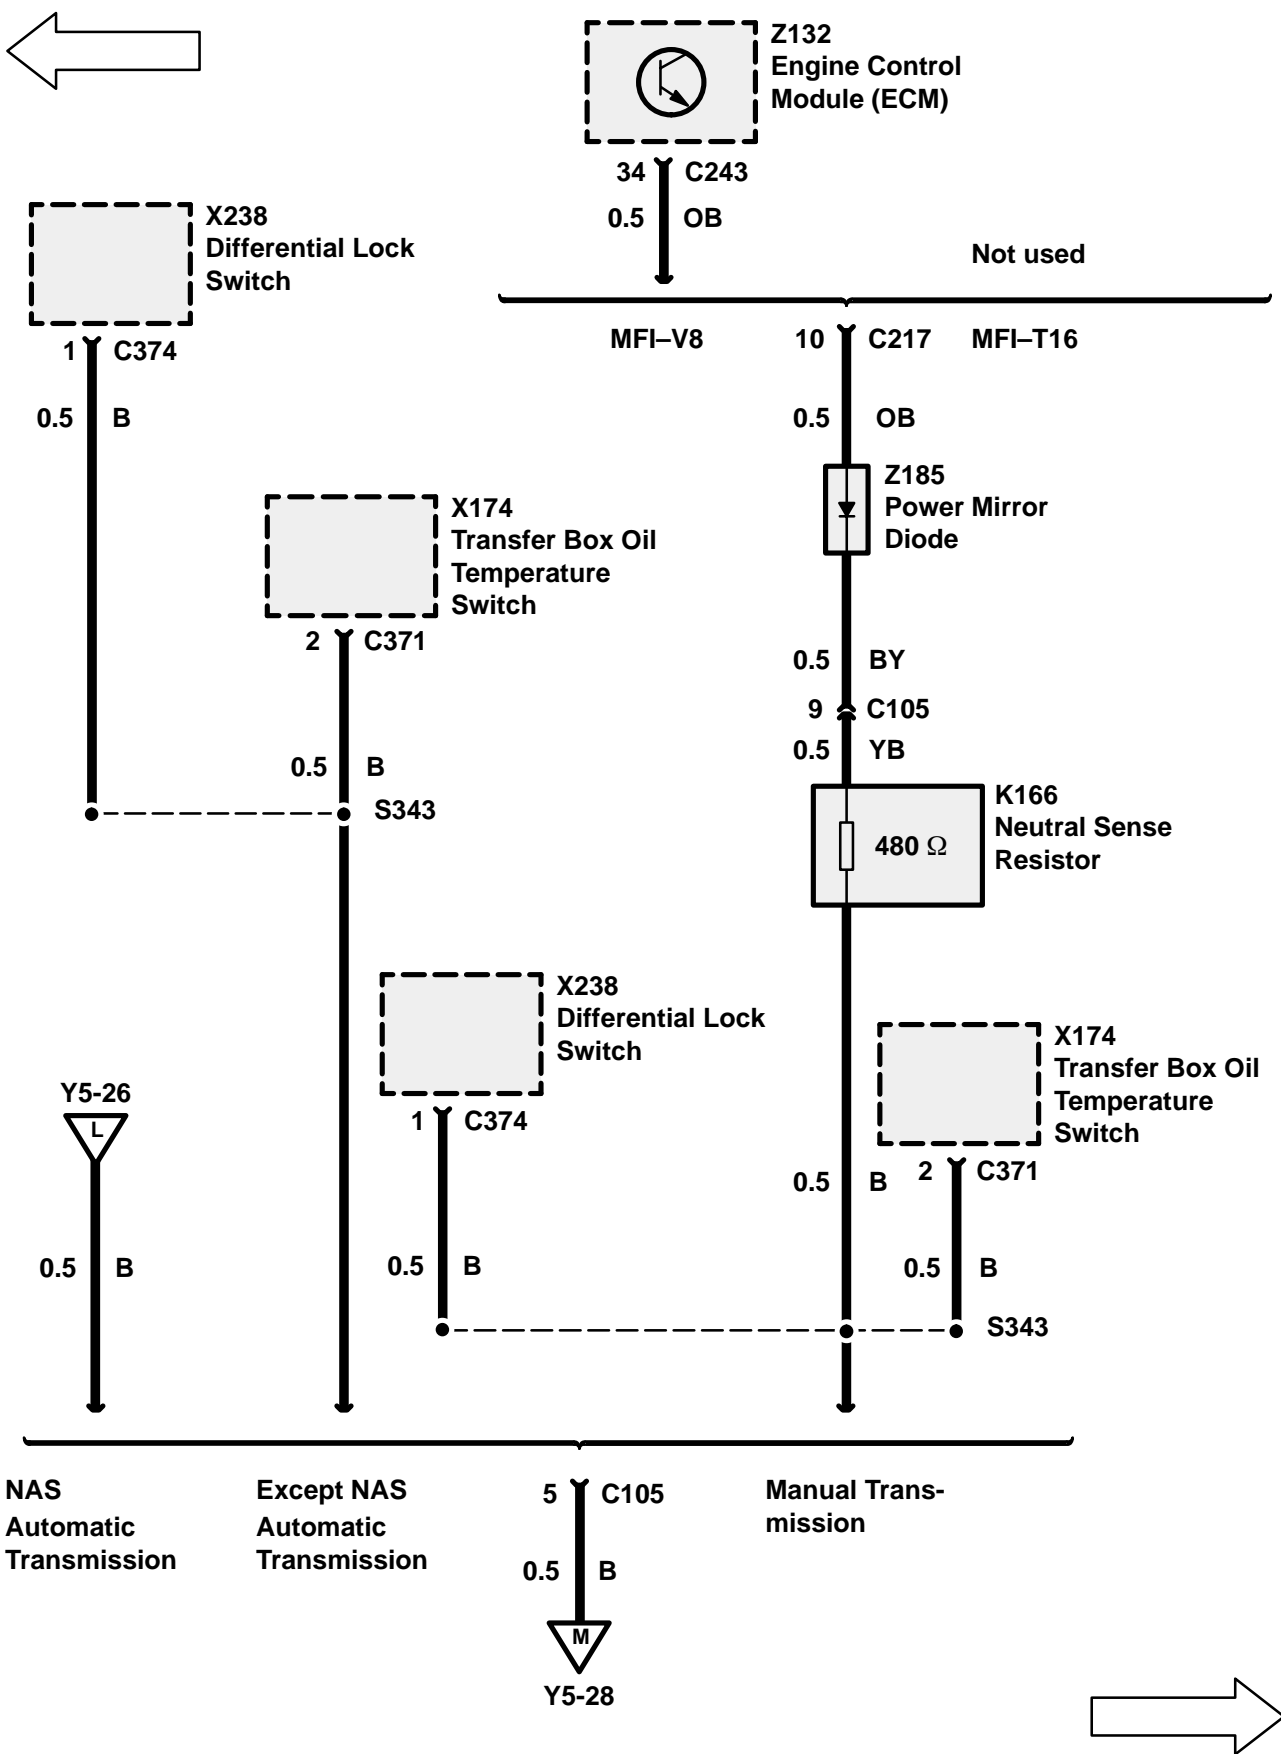 Z132
Engine Control
Module (ECM)
34 C243
0.5 OB
X238
Differential Lock
Switch
Not used
1 C374
MFI–V8
10 C217
MFI–T16
0.5 B
0.5 OB
Z185
Power Mirror
Diode
X174
Transfer Box Oil
Temperature
Switch
2 C371
0.5 BY
9 C105
0.5 YB
0.5 B
S343
K166
Neutral Sense
Resistor
480 Ω
X238
Differential Lock
Switch
X174
Transfer Box Oil
Temperature
Switch
Y5-26
L
1 C374
0.5 B
2 C371
0.5 B
0.5 B
0.5 B
S343
NAS
Automatic
Transmission
Except NAS
Automatic
Transmission
5 C105
Manual Trans-
mission
0.5 B
M
Y5-28